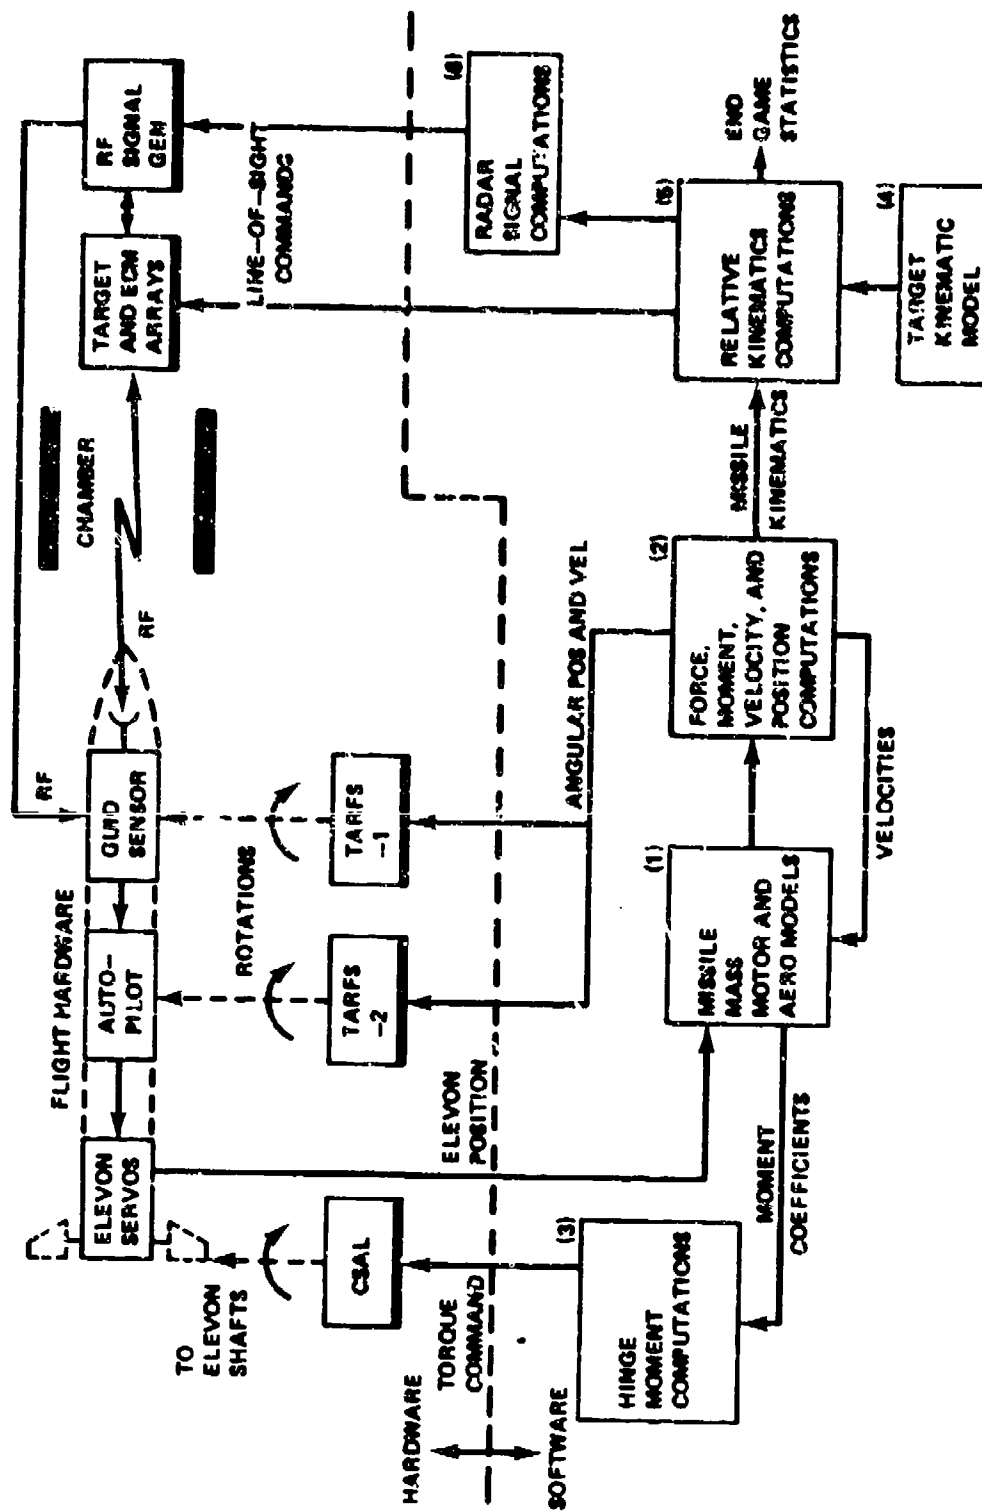 FLIGHT HARDWARE
ELEVON
SERVOS
AUTO-
PILOT
GUID
SENSOR
RF
RF
CHAMBER
TARGET
AND ECM
ARRAYS
RF
SIGNAL
GEN
TO
ELEVON
SHAFTS
CSAL
ROTATIONS
TARFS
-2
TARFS
-1
LINE-OF-SIGHT
COMMANDS
HARDWARE
SOFTWARE
TORQUE
COMMAND
ELEVON
POSITION
ANGULAR POS AND VEL
(6)
RADAR
SIGNAL
COMPUTATIONS
(3)
HINGE
MOMENT
COMPUTATIONS
MOMENT
COEFFICIENTS
(1)
MISSILE
MASS
MOTOR AND
AERO MODELS
VELOCITIES
(2)
FORCE,
MOMENT,
VELOCITY, AND
POSITION
COMPUTATIONS
MISSILE
KINEMATICS
(5)
RELATIVE
KINEMATICS
COMPUTATIONS
END
GAME
STATISTICS
(4)
TARGET
KINEMATIC
MODEL